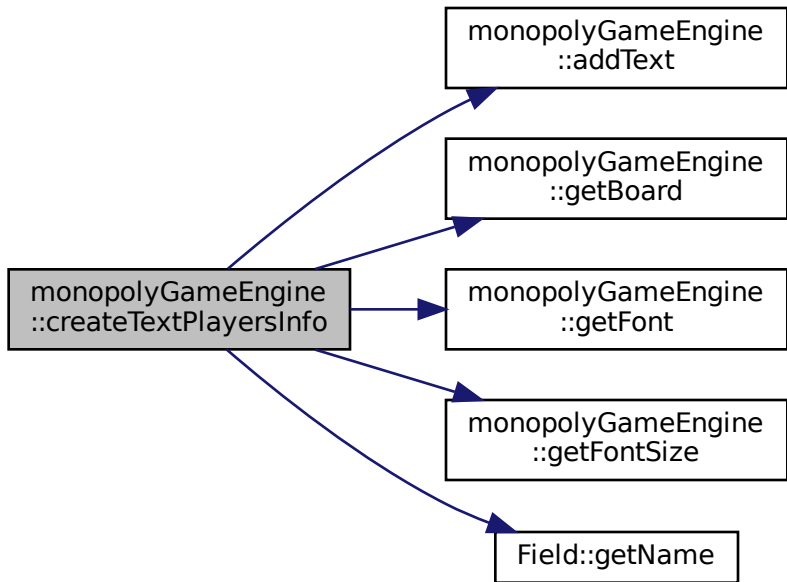 monopolyGameEngine
::createTextPlayersInfo
monopolyGameEngine
::addText
monopolyGameEngine
::getBoard
monopolyGameEngine
::getFont
monopolyGameEngine
::getFontSize
Field::getName